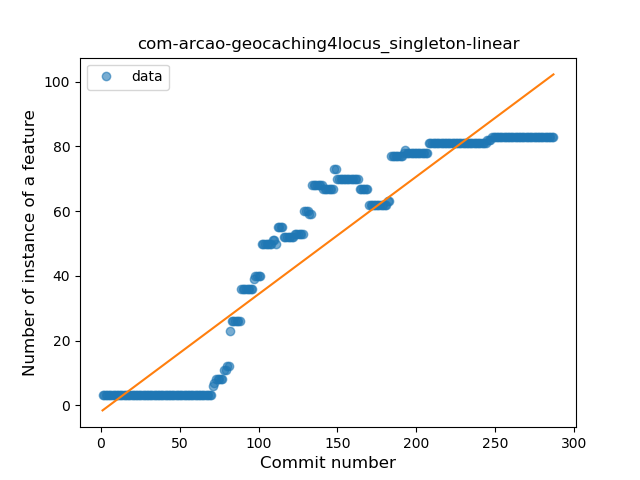 com-arcao-geocaching4locus_singleton-linear
data
Number of instance of a feature
100
80
60
40
20
0
0 50 100 150 200 250 300
Commit number